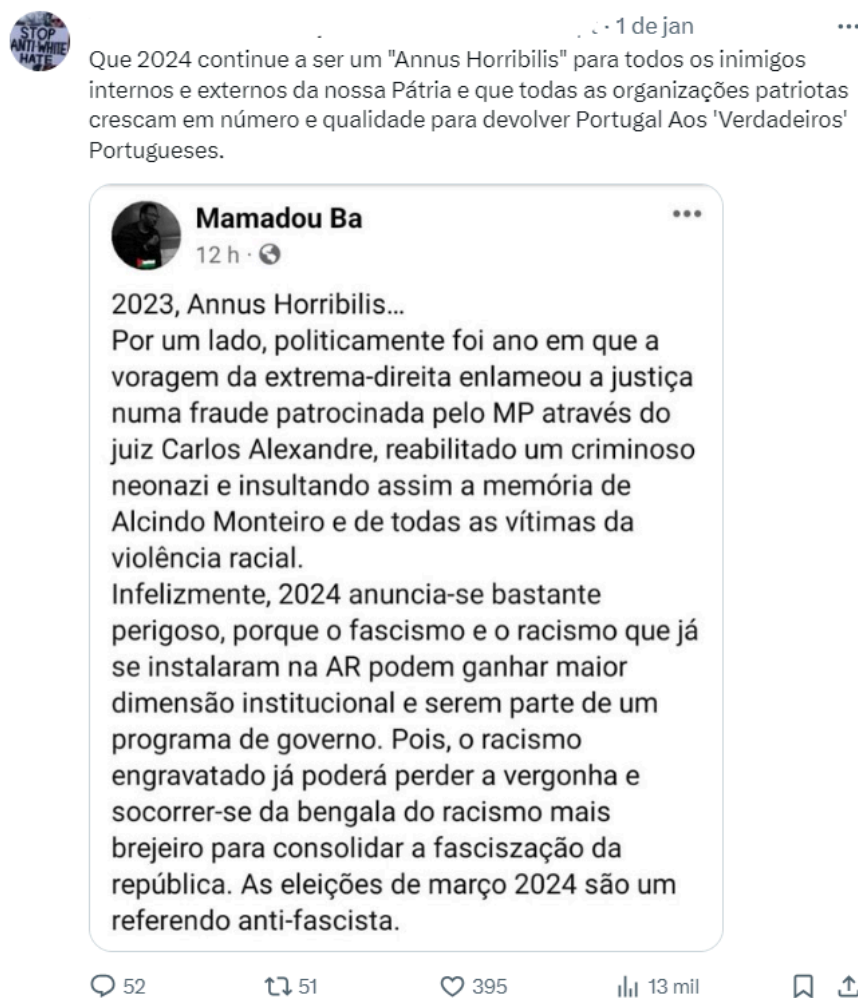 STOP
ANTI-WHITE
HATE
· 1 de jan
Que 2024 continue a ser um "Annus Horribilis" para todos os inimigos
internos e externos da nossa Pátria e que todas as organizações patriotas
crescam em número e qualidade para devolver Portugal Aos 'Verdadeiros'
Portugueses.
Mamadou Ba
12 h ·
2023, Annus Horribilis...
Por um lado, politicamente foi ano em que a
voragem da extrema-direita enlameou a justiça
numa fraude patrocinada pelo MP através do
juiz Carlos Alexandre, reabilitado um criminoso
neonazi e insultando assim a memória de
Alcindo Monteiro e de todas as vítimas da
violência racial.
Infelizmente, 2024 anuncia-se bastante
perigoso, porque o fascismo e o racismo que já
se instalaram na AR podem ganhar maior
dimensão institucional e serem parte de um
programa de governo. Pois, o racismo
engravatado já poderá perder a vergonha e
socorrer-se da bengala do racismo mais
brejeiro para consolidar a fasciszação da
república. As eleições de março 2024 são um
referendo anti-fascista.
52 51 395 13 mil